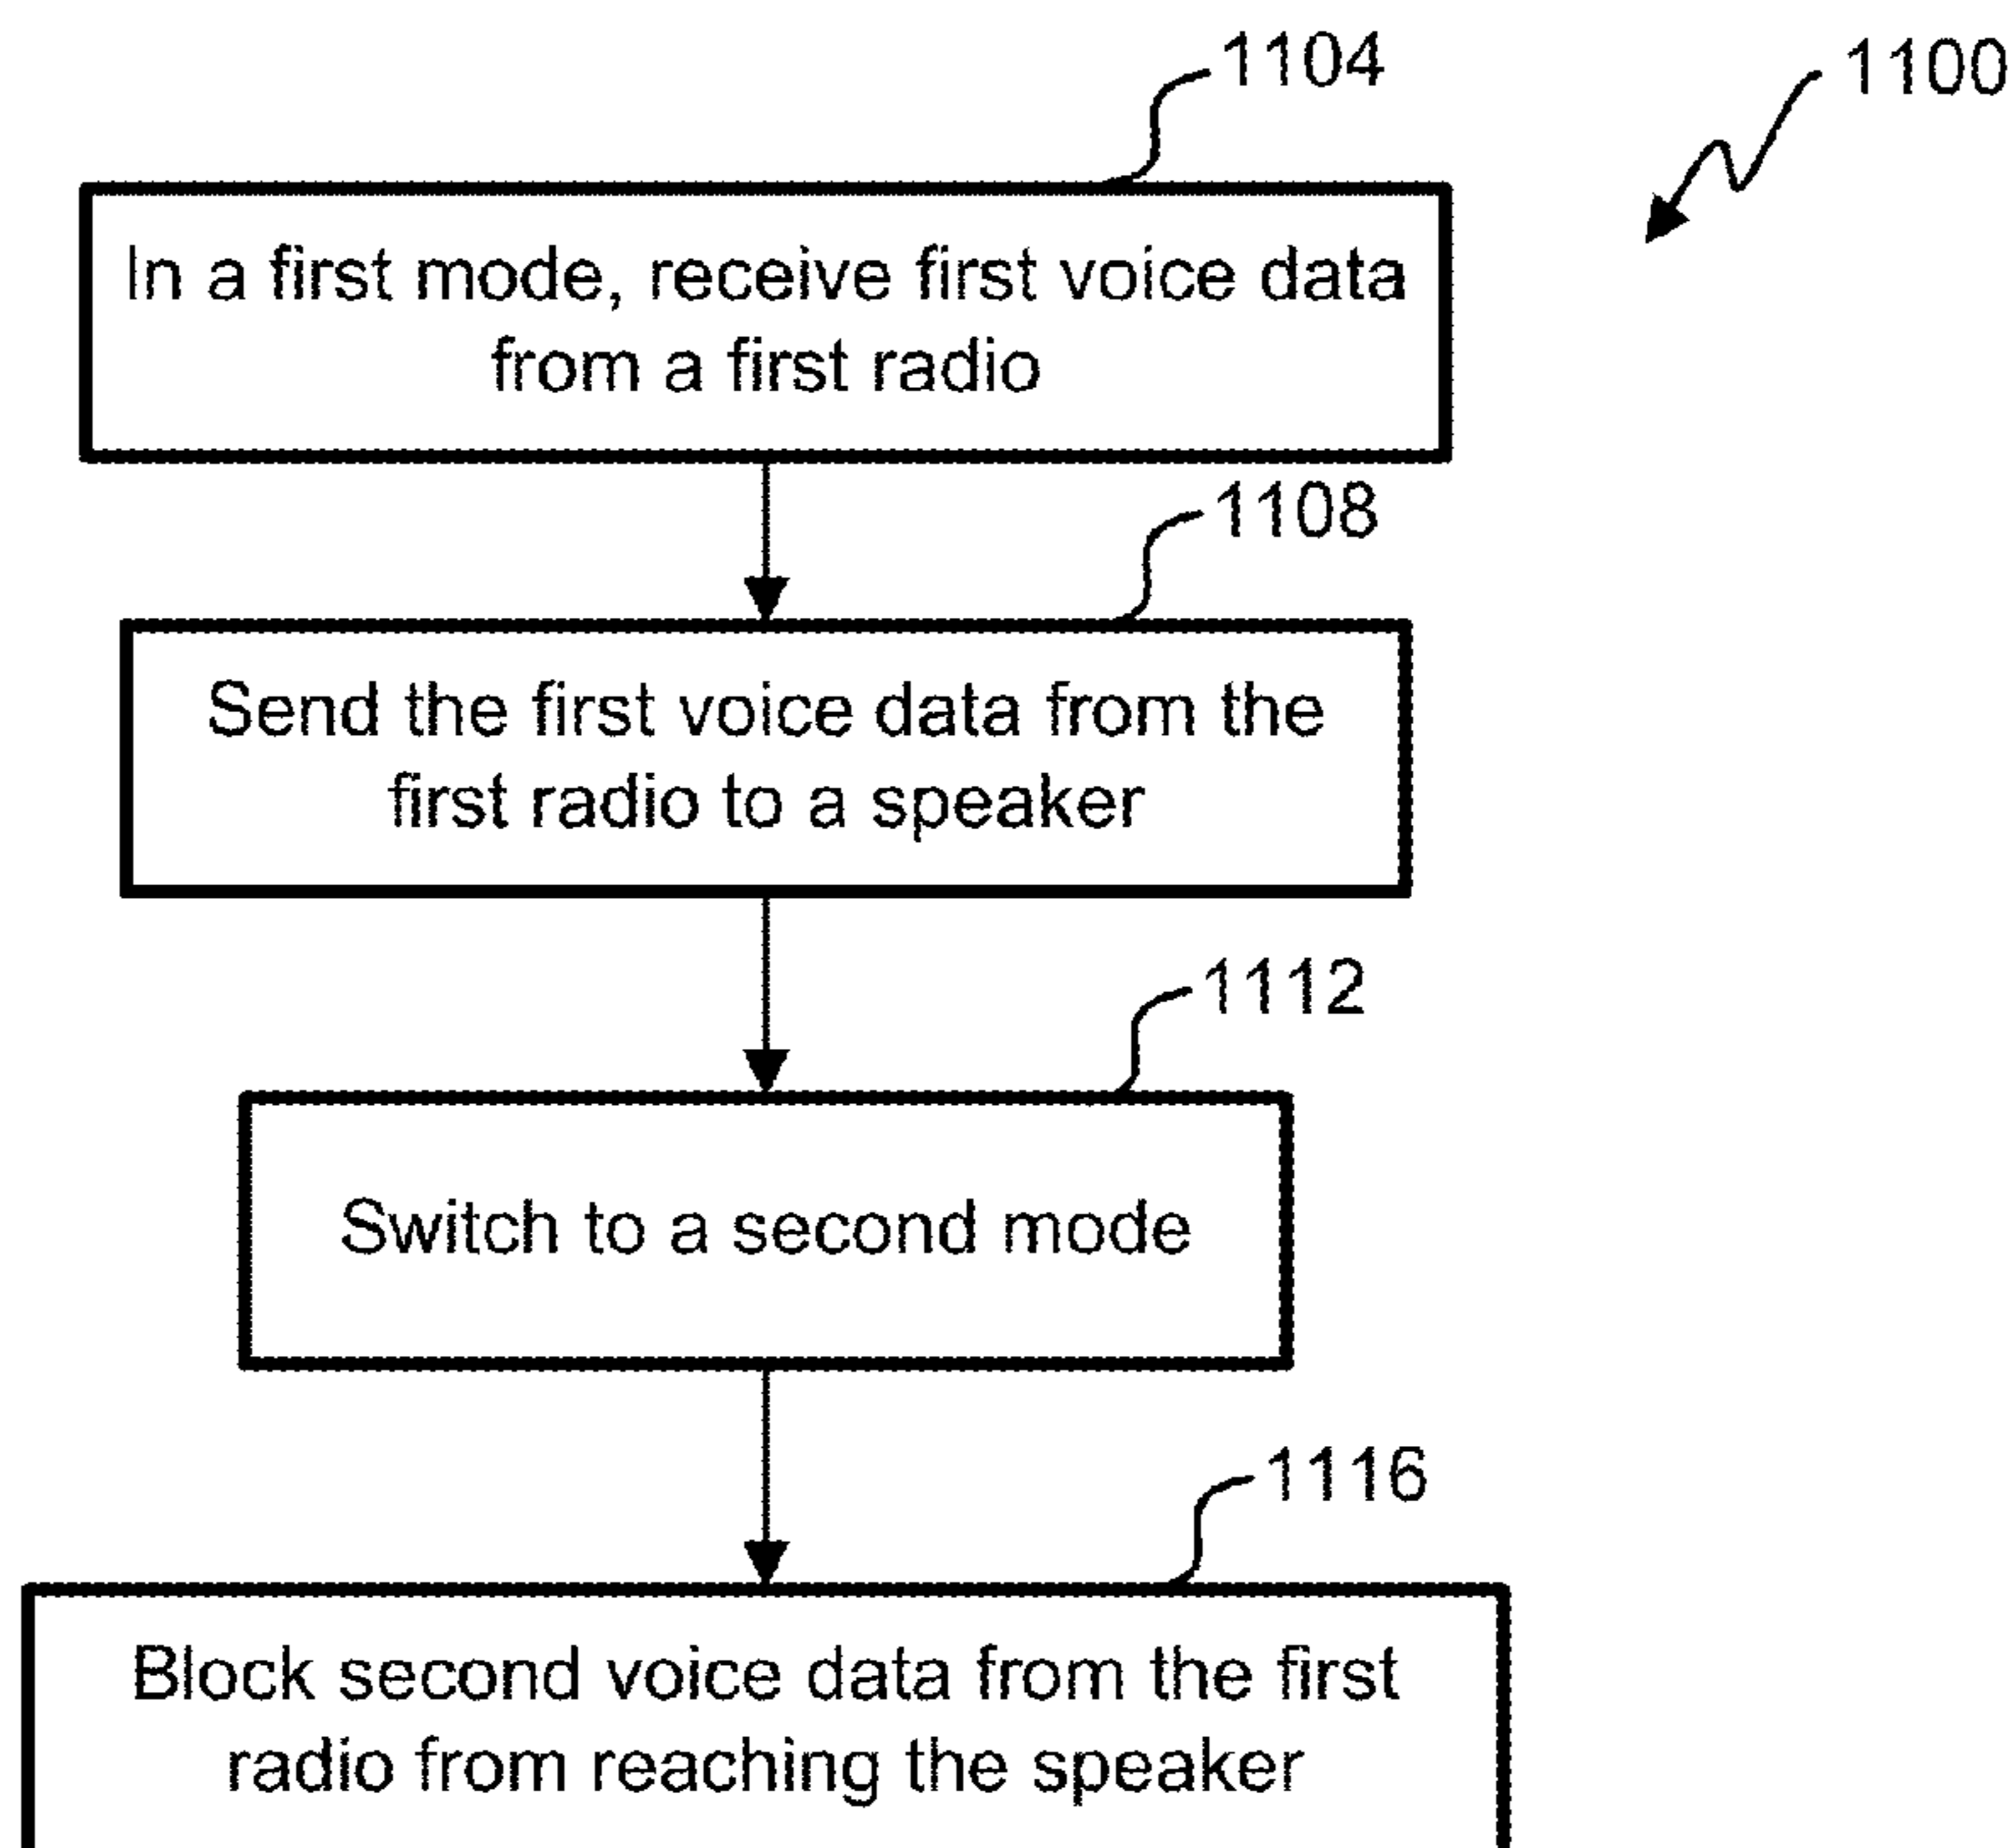 1104
1100
In a first mode, receive first voice data
from a first radio
1108
Send the first voice data from the
first radio to a speaker
1112
Switch to a second mode
1116
Block second voice data from the first
radio from reaching the speaker